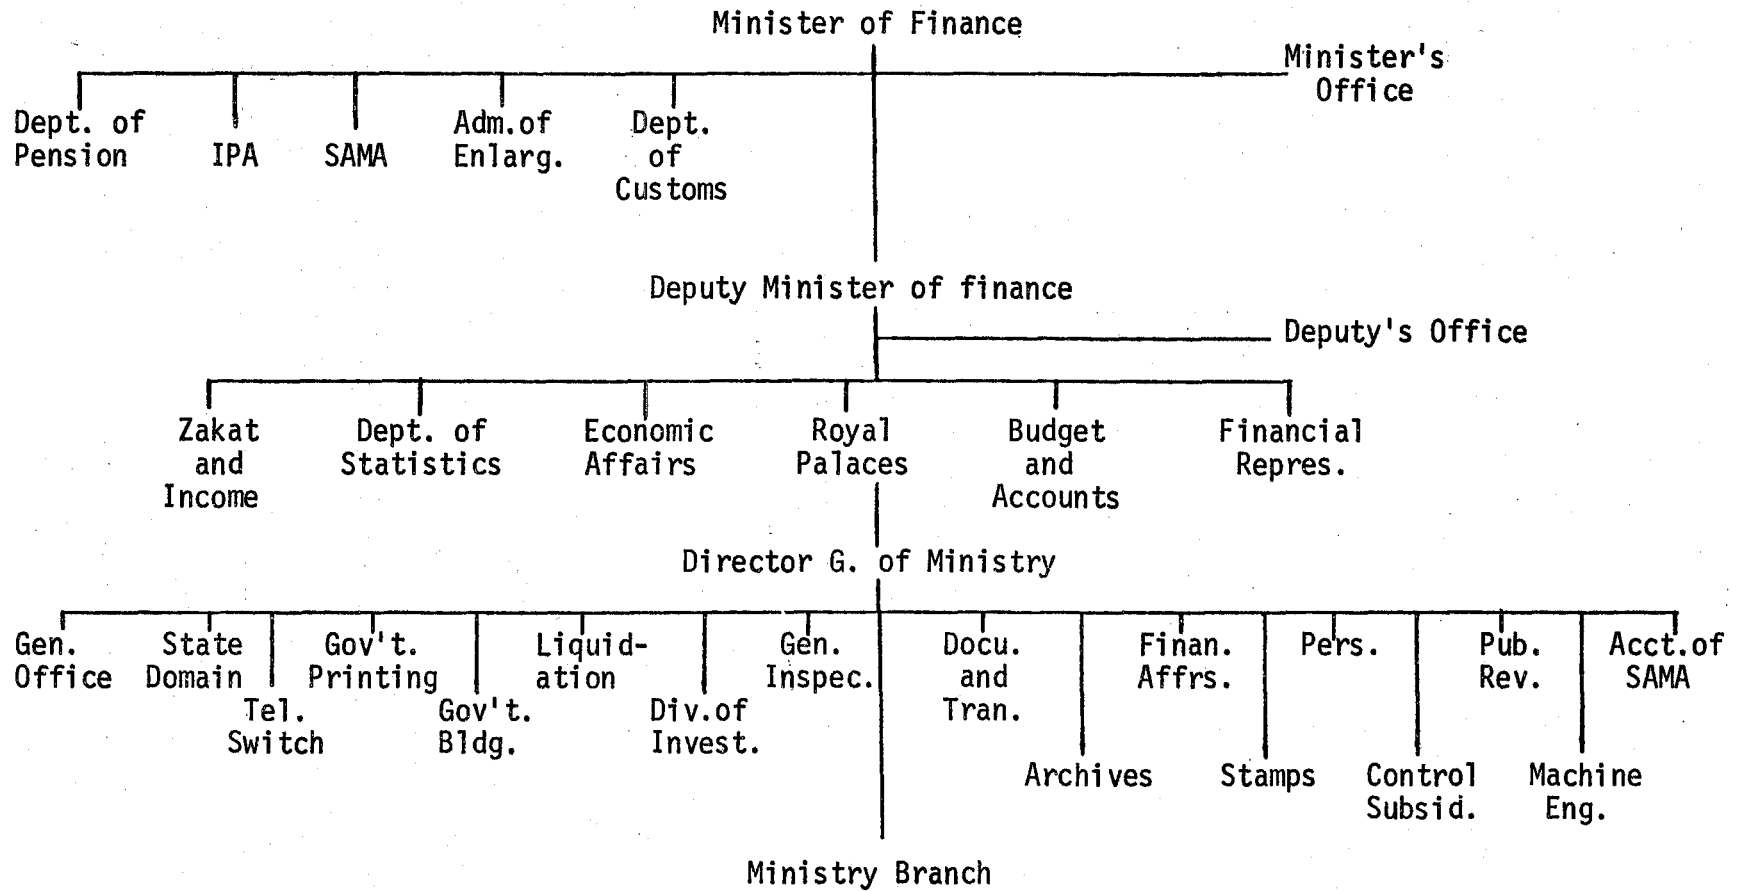 Minister of Finance
Minister's
Office
Dept. of
Pension
IPA
SAMA
Adm.of
Enlarg.
Dept.
of
Customs
Deputy Minister of finance
Deputy's Office
Zakat
and
Income
Dept. of
Statistics
Economic
Affairs
Royal
Palaces
Budget
and
Accounts
Financial
Repres.
Director G. of Ministry
Gen.
Office
State
Domain
Tel.
Switch
Gov't.
Printing
Gov't.
Bldg.
Liquid-
ation
Div.of
Invest.
Gen.
Inspec.
Docu.
and
Tran.
Archives
Finan.
Affrs.
Stamps
Pers.
Control
Subsid.
Pub.
Rev.
Machine
Eng.
Acct.of
SAMA
Ministry Branch